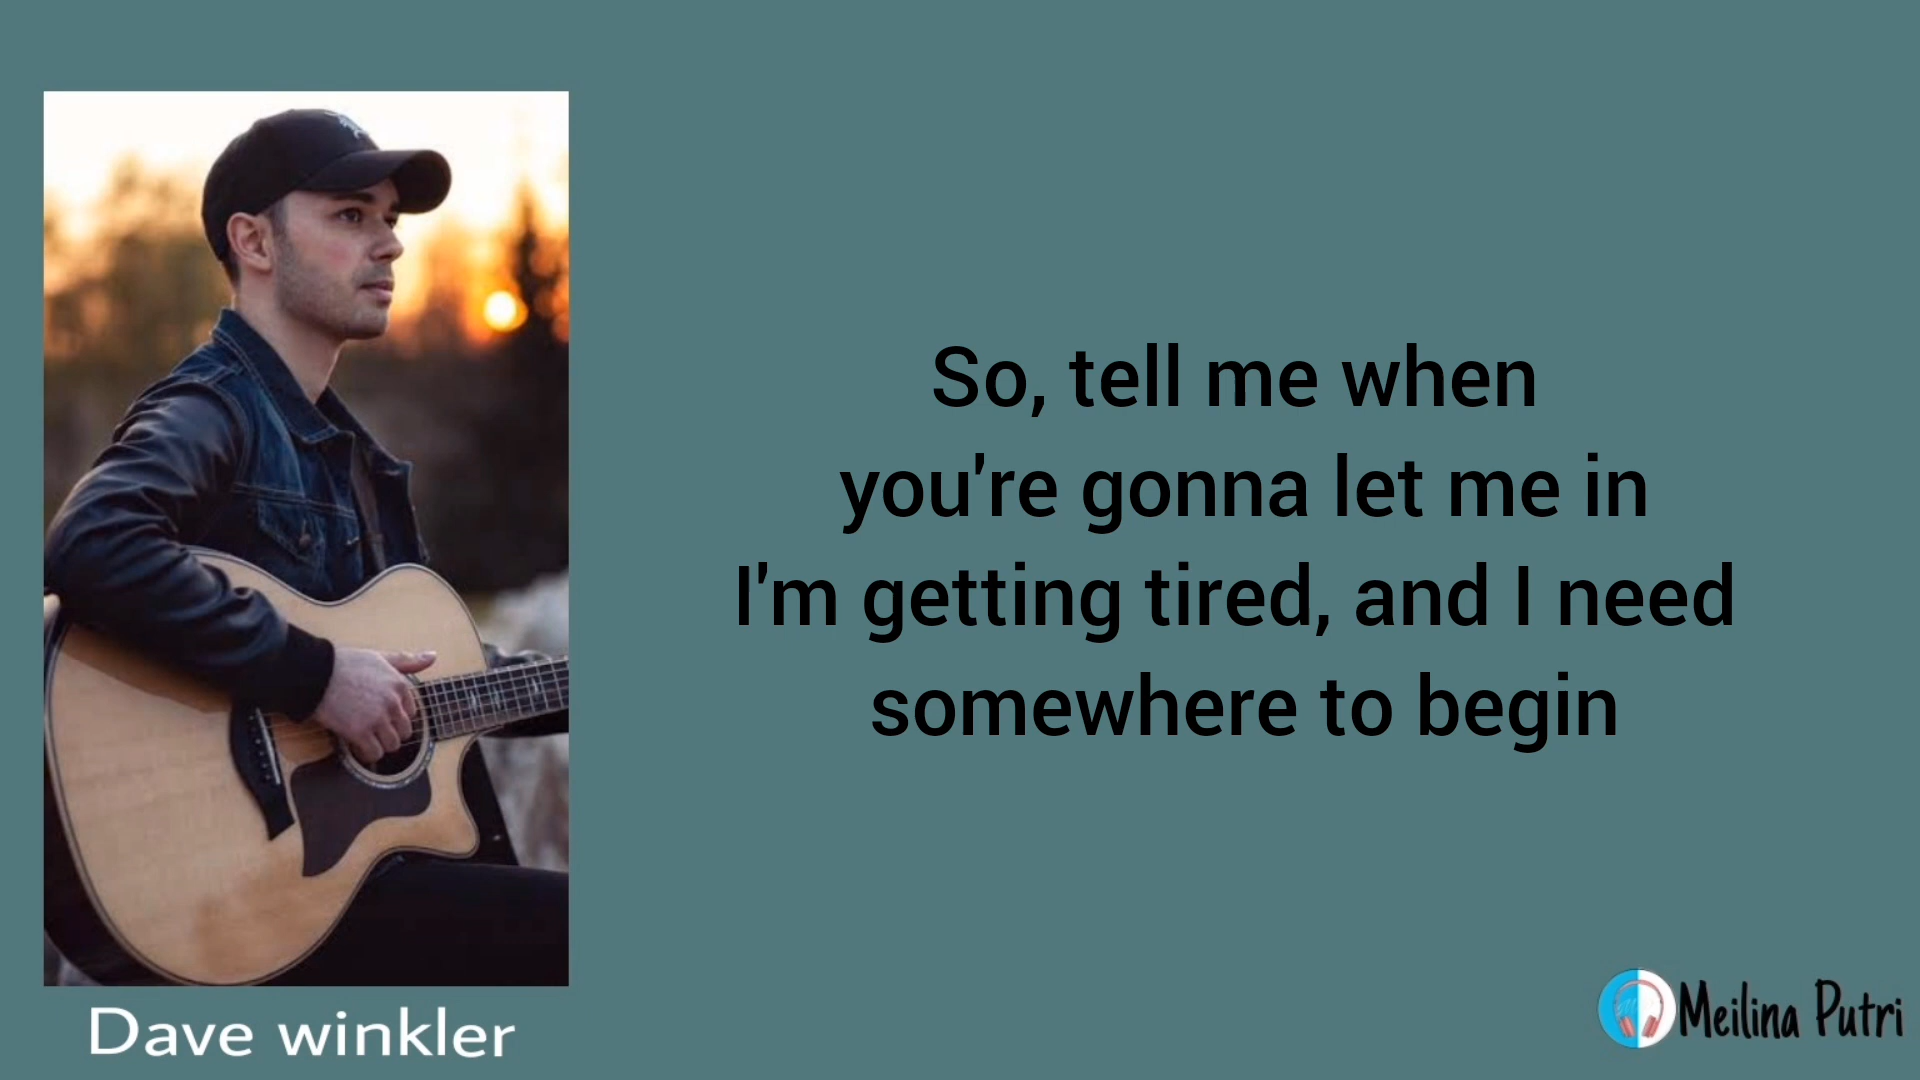 So, tell me when
you're gonna let me in
I'm getting tired, and I need
somewhere to begin
Dave winkler
Meilina Putri